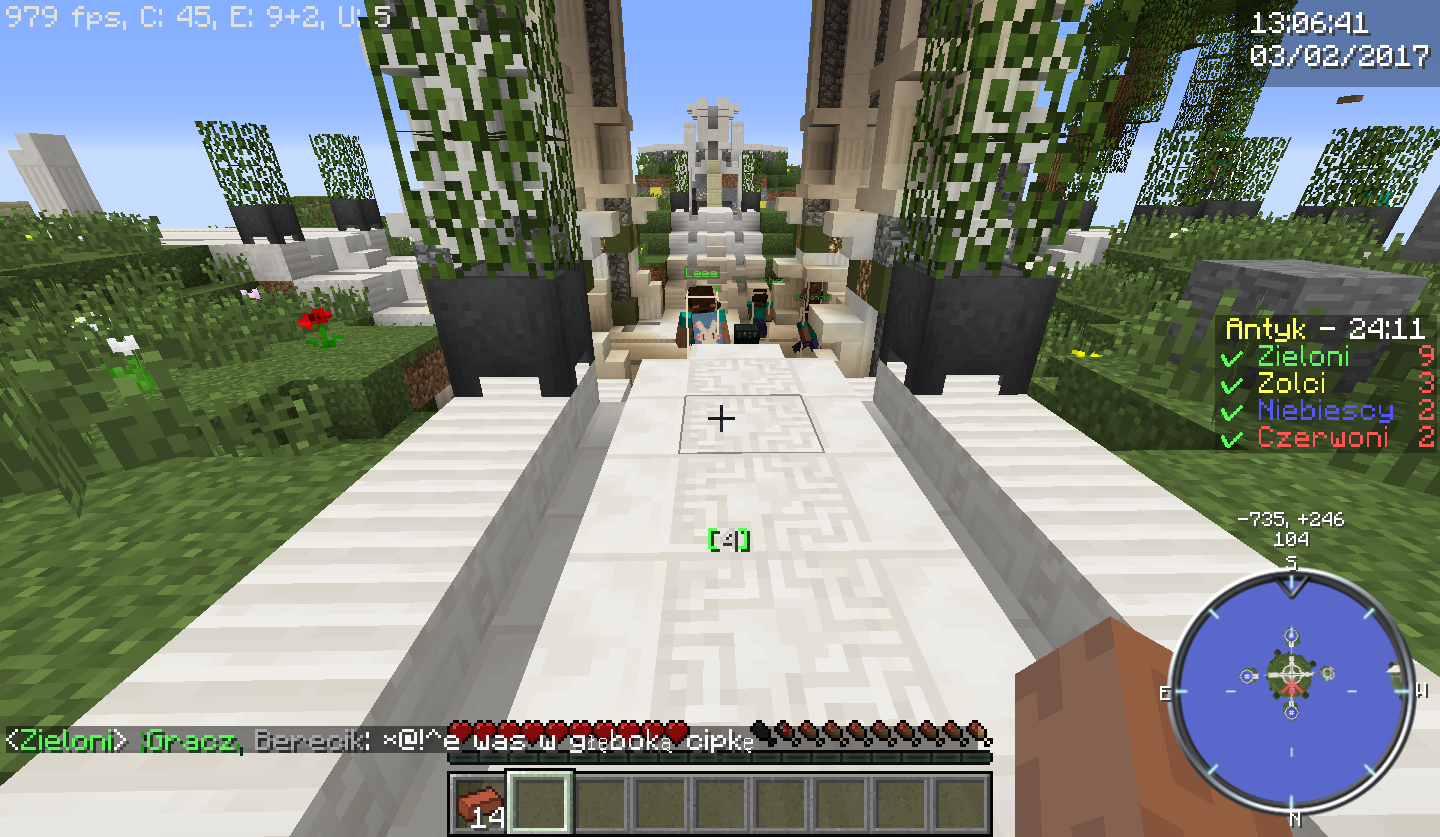 979 fps, C: 45, E: 9+2, U: 5
13:06:41
03/02/2017
Leea
Antyk - 24:11
✓ Zieloni 9
✓ Zolci 3
✓ Niebiescy 2
✓ Czerwoni 2
-735, +246
104
S
[4]
E
W
<Zieloni> ;Gracz, Berecik: *@!^e was w głęboką cipkę
14
N